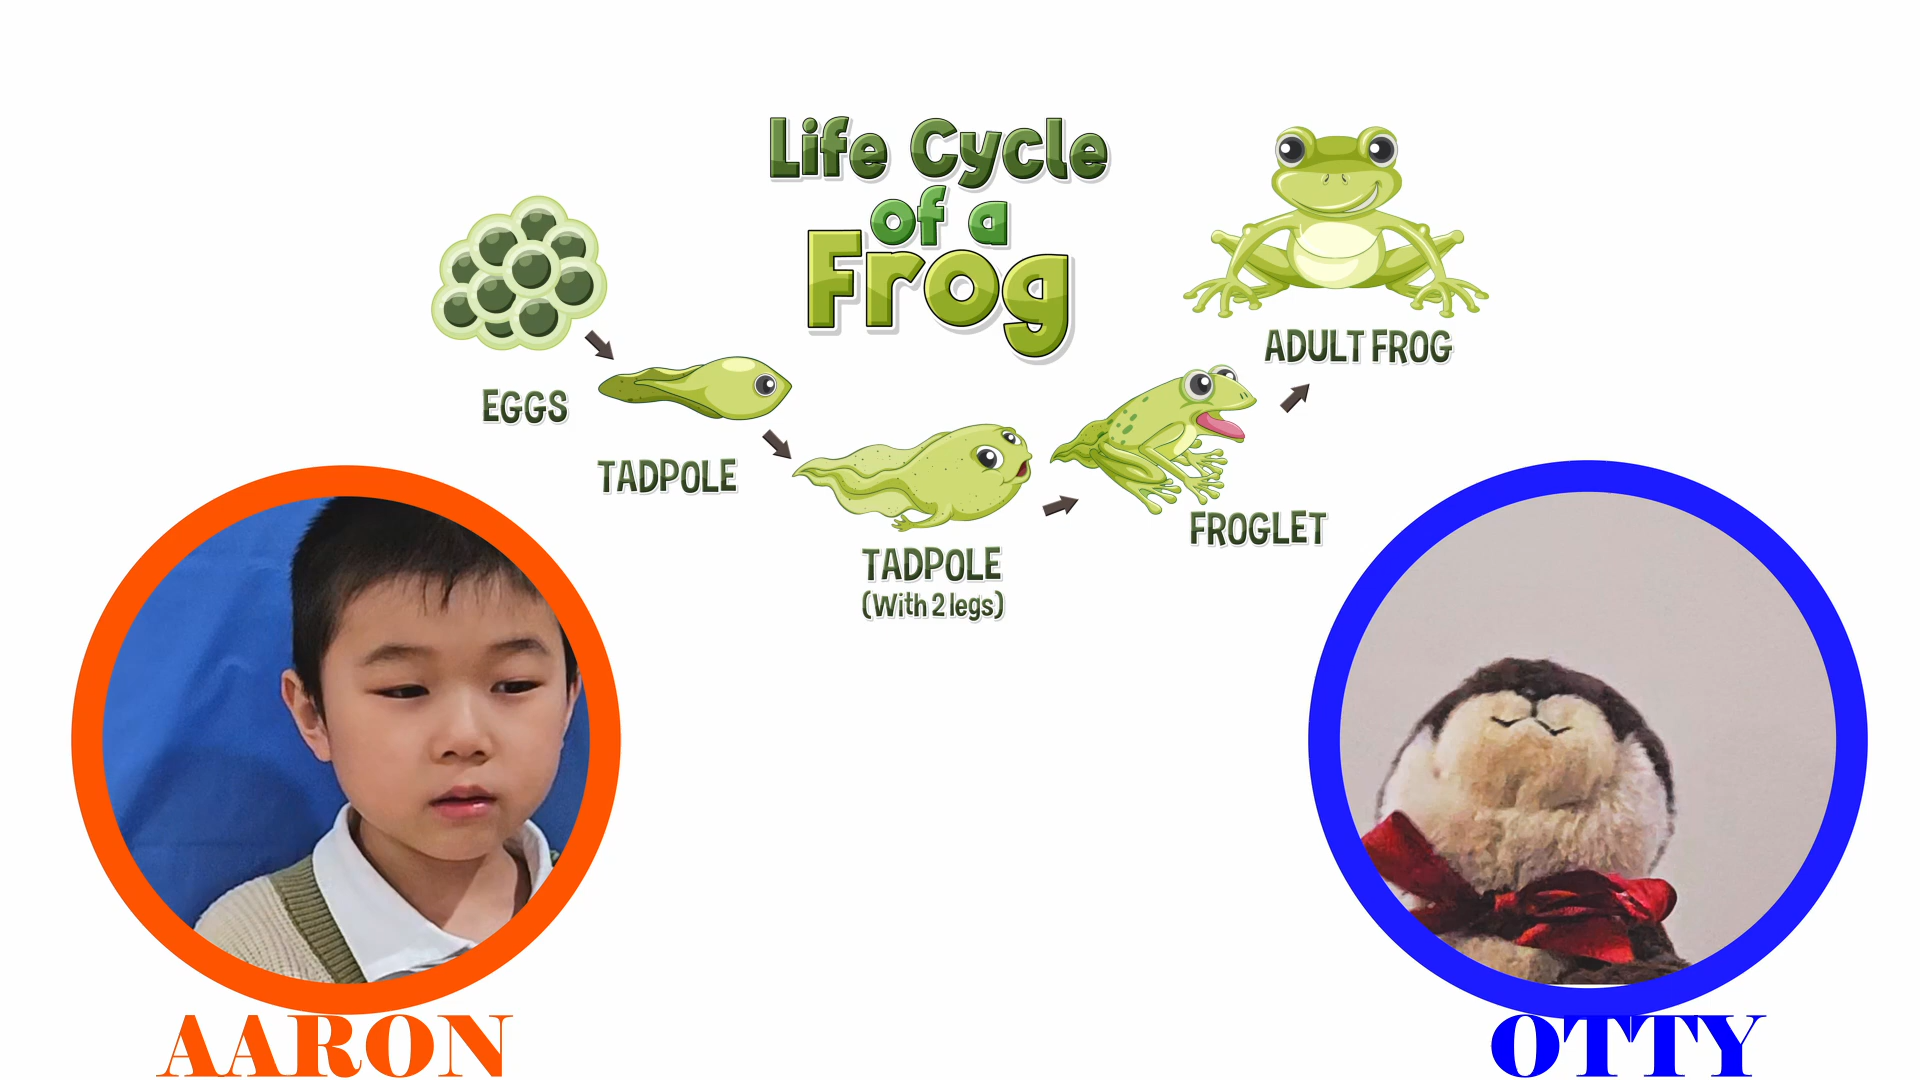 Life Cycle
of a
Frog
EGGS
TADPOLE
TADPOLE
(With 2 legs)
FROGLET
ADULT FROG
AARON
OTTY